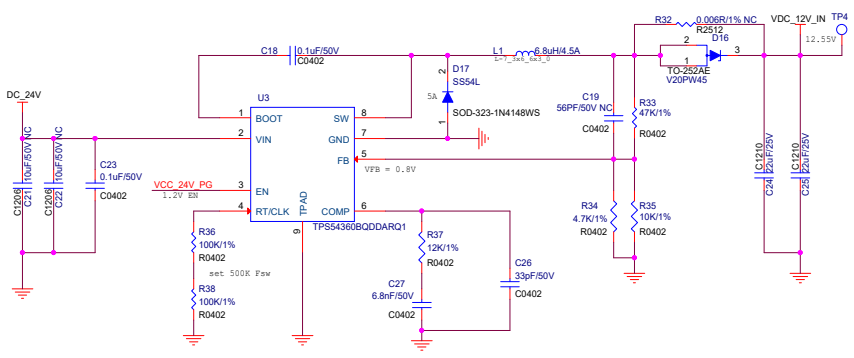 R32 0.006R/1% NC
R2512
VDC_12V_IN
TP4
12.55V
C18 0.1uF/50V
C0402
L1 6.8uH/4.5A
L-7_3x6_6x3_0
2
D16
3
1
TO-252AE
V20PW45
2
D17
SS54L
5A
1
SOD-323-1N4148WS
DC_24V
U3
1 BOOT
SW 8
2 VIN
GND 7
FB 5
VFB = 0.8V
VCC_24V_PG
3 EN
1.2V EN
4 RT/CLK
COMP 6
TPAD
9
TPS54360BQDDARQ1
C19
56PF/50V NC
C0402
R33
47K/1%
R0402
C1206
C21 10uF/50V NC
C1206
C22 10uF/50V NC
C23
0.1uF/50V
C0402
C1210
C24 22uF/25V
C1210
C25 22uF/25V
R34
4.7K/1%
R0402
R35
10K/1%
R0402
R36
100K/1%
R0402
set 500K Fsw
R38
100K/1%
R0402
R37
12K/1%
R0402
C27
6.8nF/50V
C0402
C26
33pF/50V
C0402